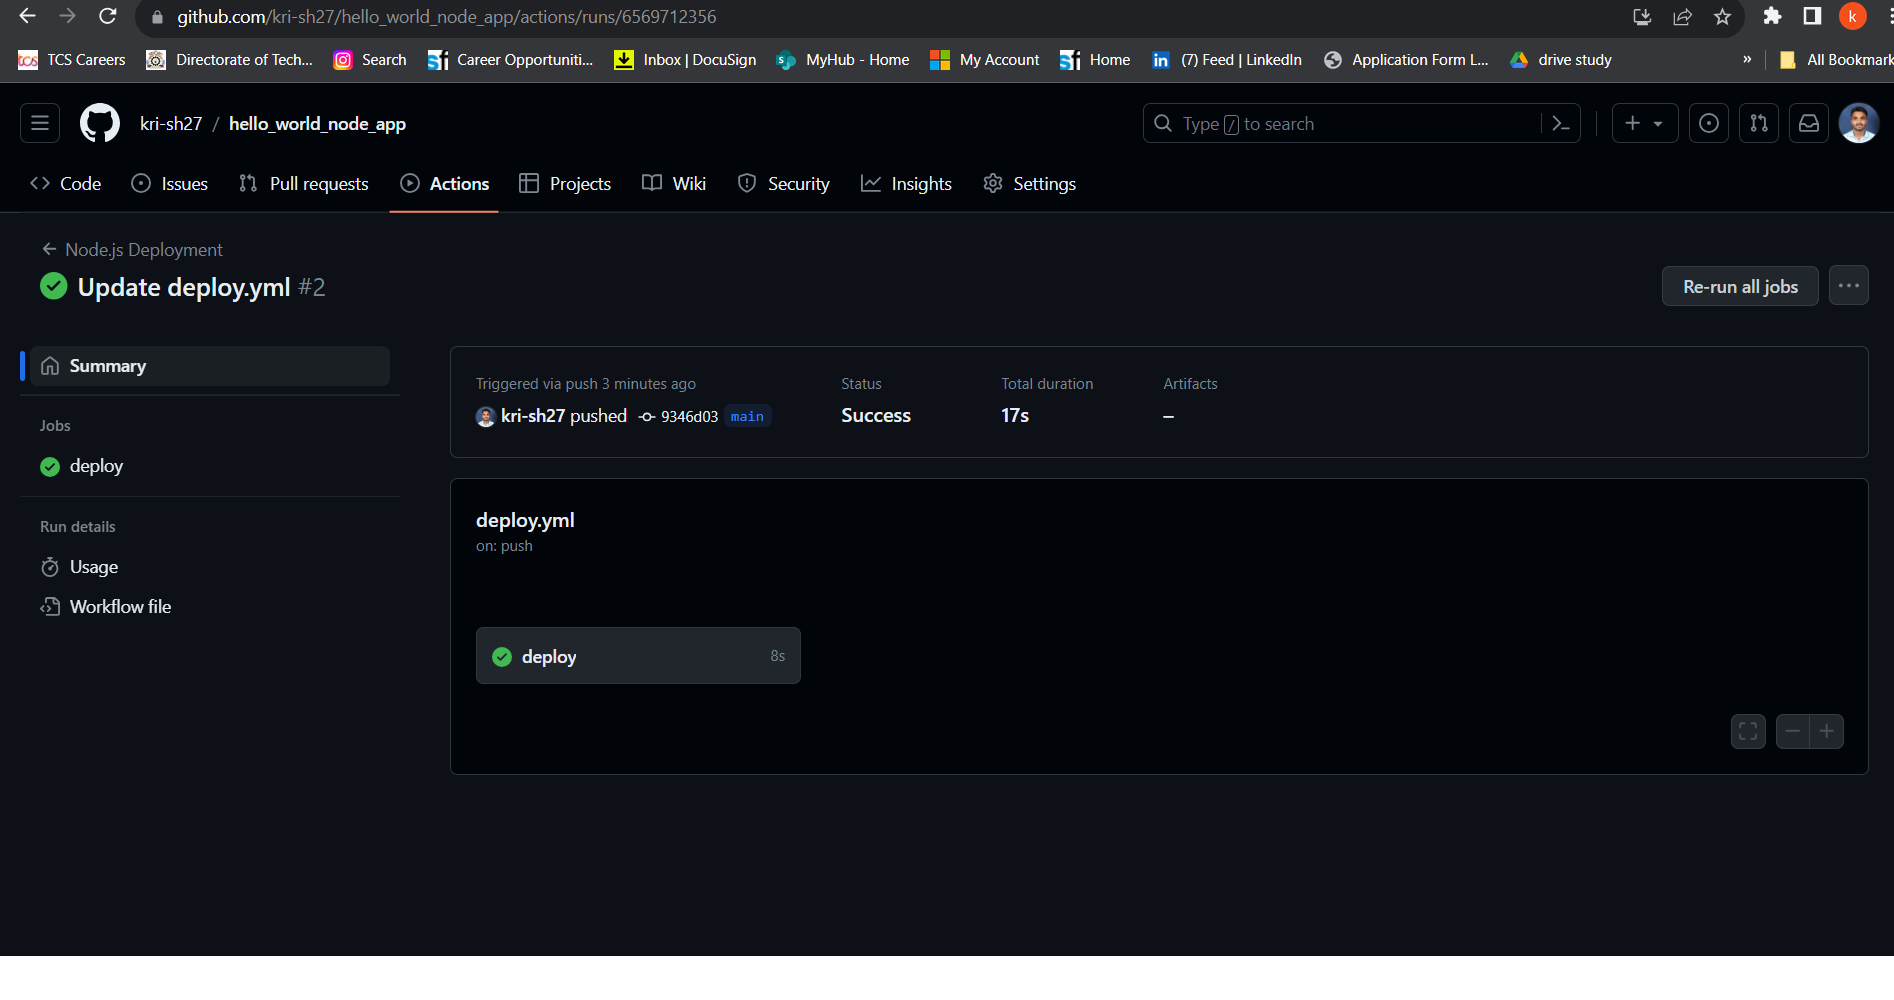 github.com/kri-sh27/hello_world_node_app/actions/runs/6569712356
k
TCS Careers
Directorate of Tech...
Search
Career Opportuniti...
Inbox | DocuSign
MyHub - Home
My Account
Home
(7) Feed | LinkedIn
Application Form L...
drive study
»
All Bookmark
kri-sh27 / hello_world_node_app
Type / to search
Code
Issues
Pull requests
Actions
Projects
Wiki
Security
Insights
Settings
← Node.js Deployment
Update deploy.yml #2
Re-run all jobs
Summary
Jobs
deploy
Run details
Usage
Workflow file
Triggered via push 3 minutes ago
kri-sh27 pushed 9346d03 main
Status
Success
Total duration
17s
Artifacts
–
deploy.yml
on: push
deploy 8s